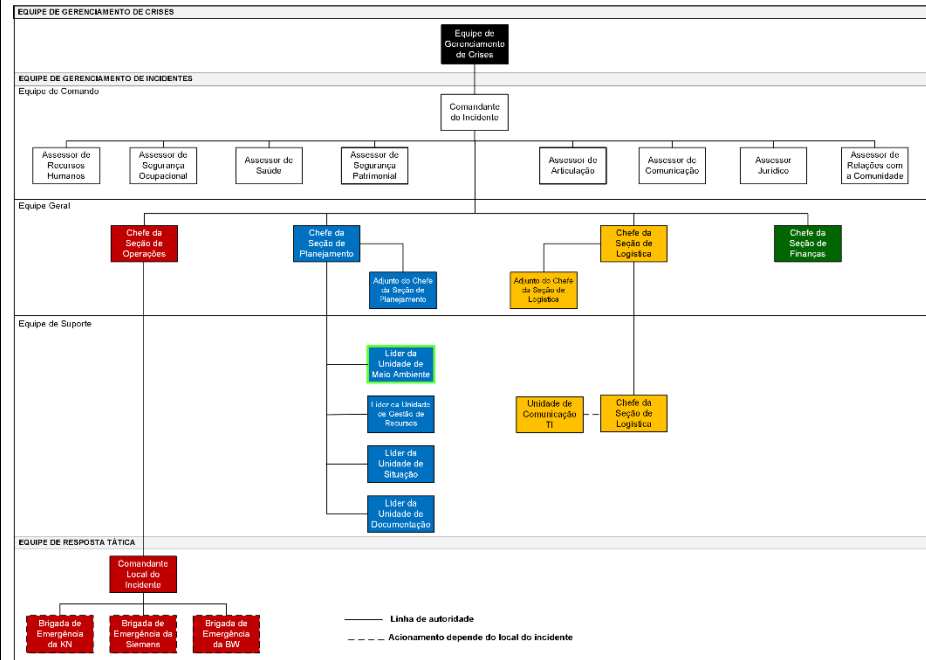 EQUIPE DE GERENCIAMENTO DE CRISES
Equipe de
Gerenciamento
de Crises
EQUIPE DE GERENCIAMENTO DE INCIDENTES
Equipe de Comando
Comandante
do Incidente
Assessor de
Recursos
Humanos
Assessor de
Segurança
Ocupacional
Assessor de
Saúde
Assessor de
Segurança
Patrimonial
Assessor de
Articulação
Assessor de
Comunicação
Assessor
Jurídico
Assessor de
Relações com
a Comunidade
Equipe Geral
Chefe da
Seção de
Operações
Chefe da
Seção de
Planejamento
Chefe da
Seção de
Logística
Chefe da
Seção de
Finanças
Adjunto do Chefe
da Seção de
Planejamento
Adjunto do Chefe
da Seção de
Logística
Equipe de Suporte
Líder da
Unidade de
Meio Ambiente
Líder da Unidade
de Gestão de
Recursos
Unidade de
Comunicação
TI
Chefe da
Seção de
Logística
Líder da
Unidade de
Situação
Líder da
Unidade de
Documentação
EQUIPE DE RESPOSTA TÁTICA
Comandante
Local do
Incidente
Brigada de
Emergência
da KN
Brigada de
Emergência da
Siemens
Brigada de
Emergência
da BW
Linha de autoridade
Acionamento depende do local do incidente